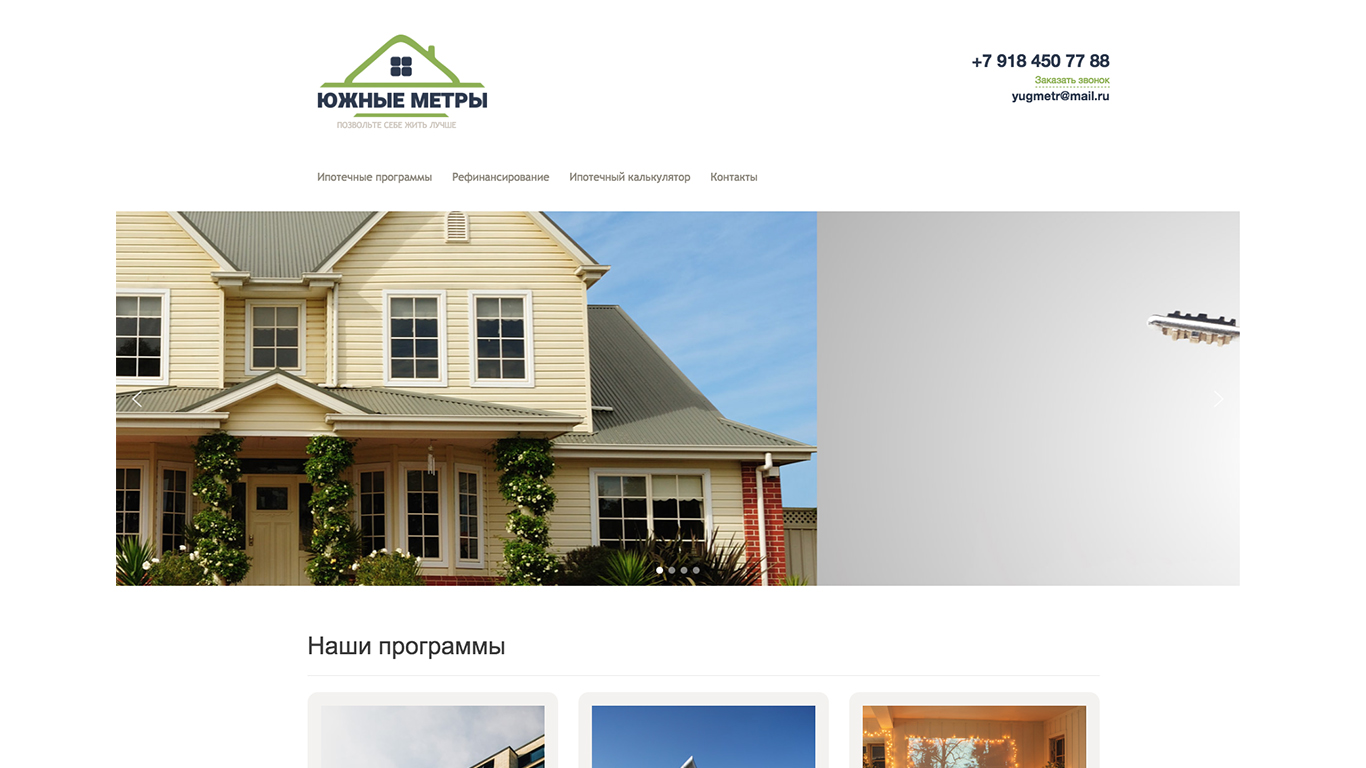 ЮЖНЫЕ МЕТРЫ
ПОЗВОЛЬТЕ СЕБЕ ЖИТЬ ЛУЧШЕ
+7 918 450 77 88
Заказать звонок
yugmetr@mail.ru
Ипотечные программы Рефинансирование Ипотечный калькулятор Контакты
Наши программы